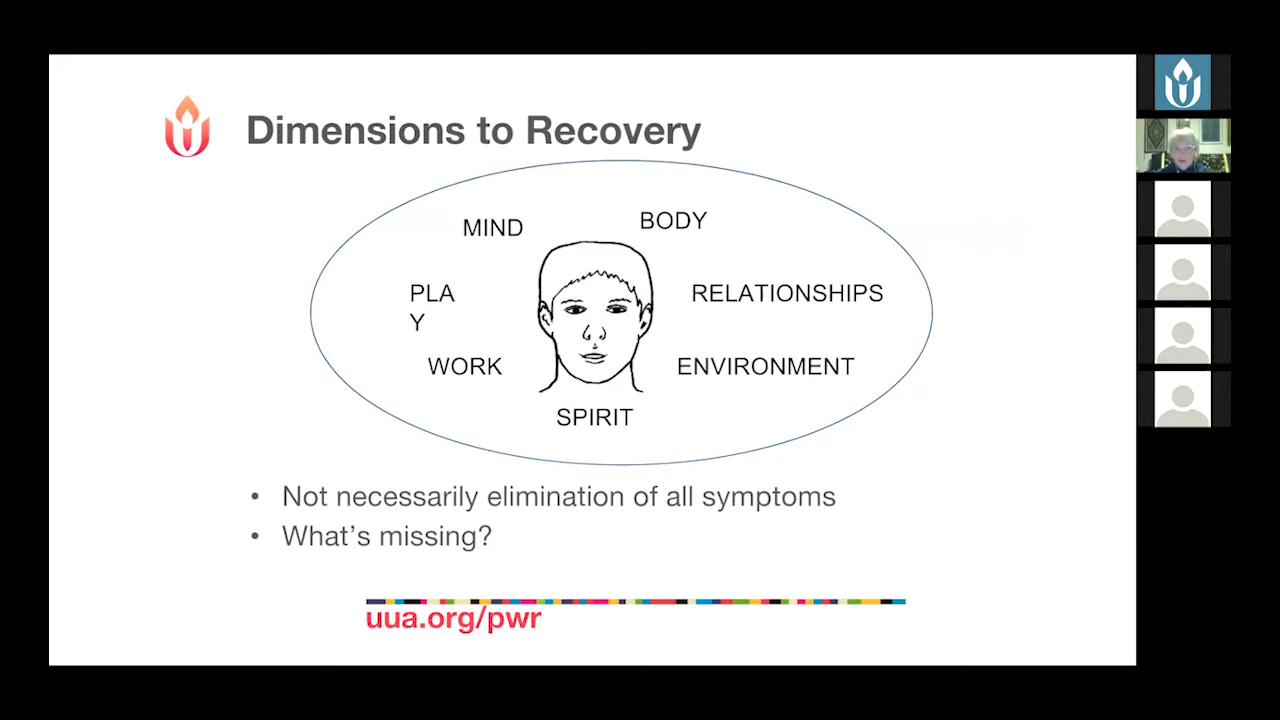 Dimensions to Recovery
MIND
BODY
PLA
Y
RELATIONSHIPS
WORK
ENVIRONMENT
SPIRIT
• Not necessarily elimination of all symptoms
• What's missing?
uua.org/pwr